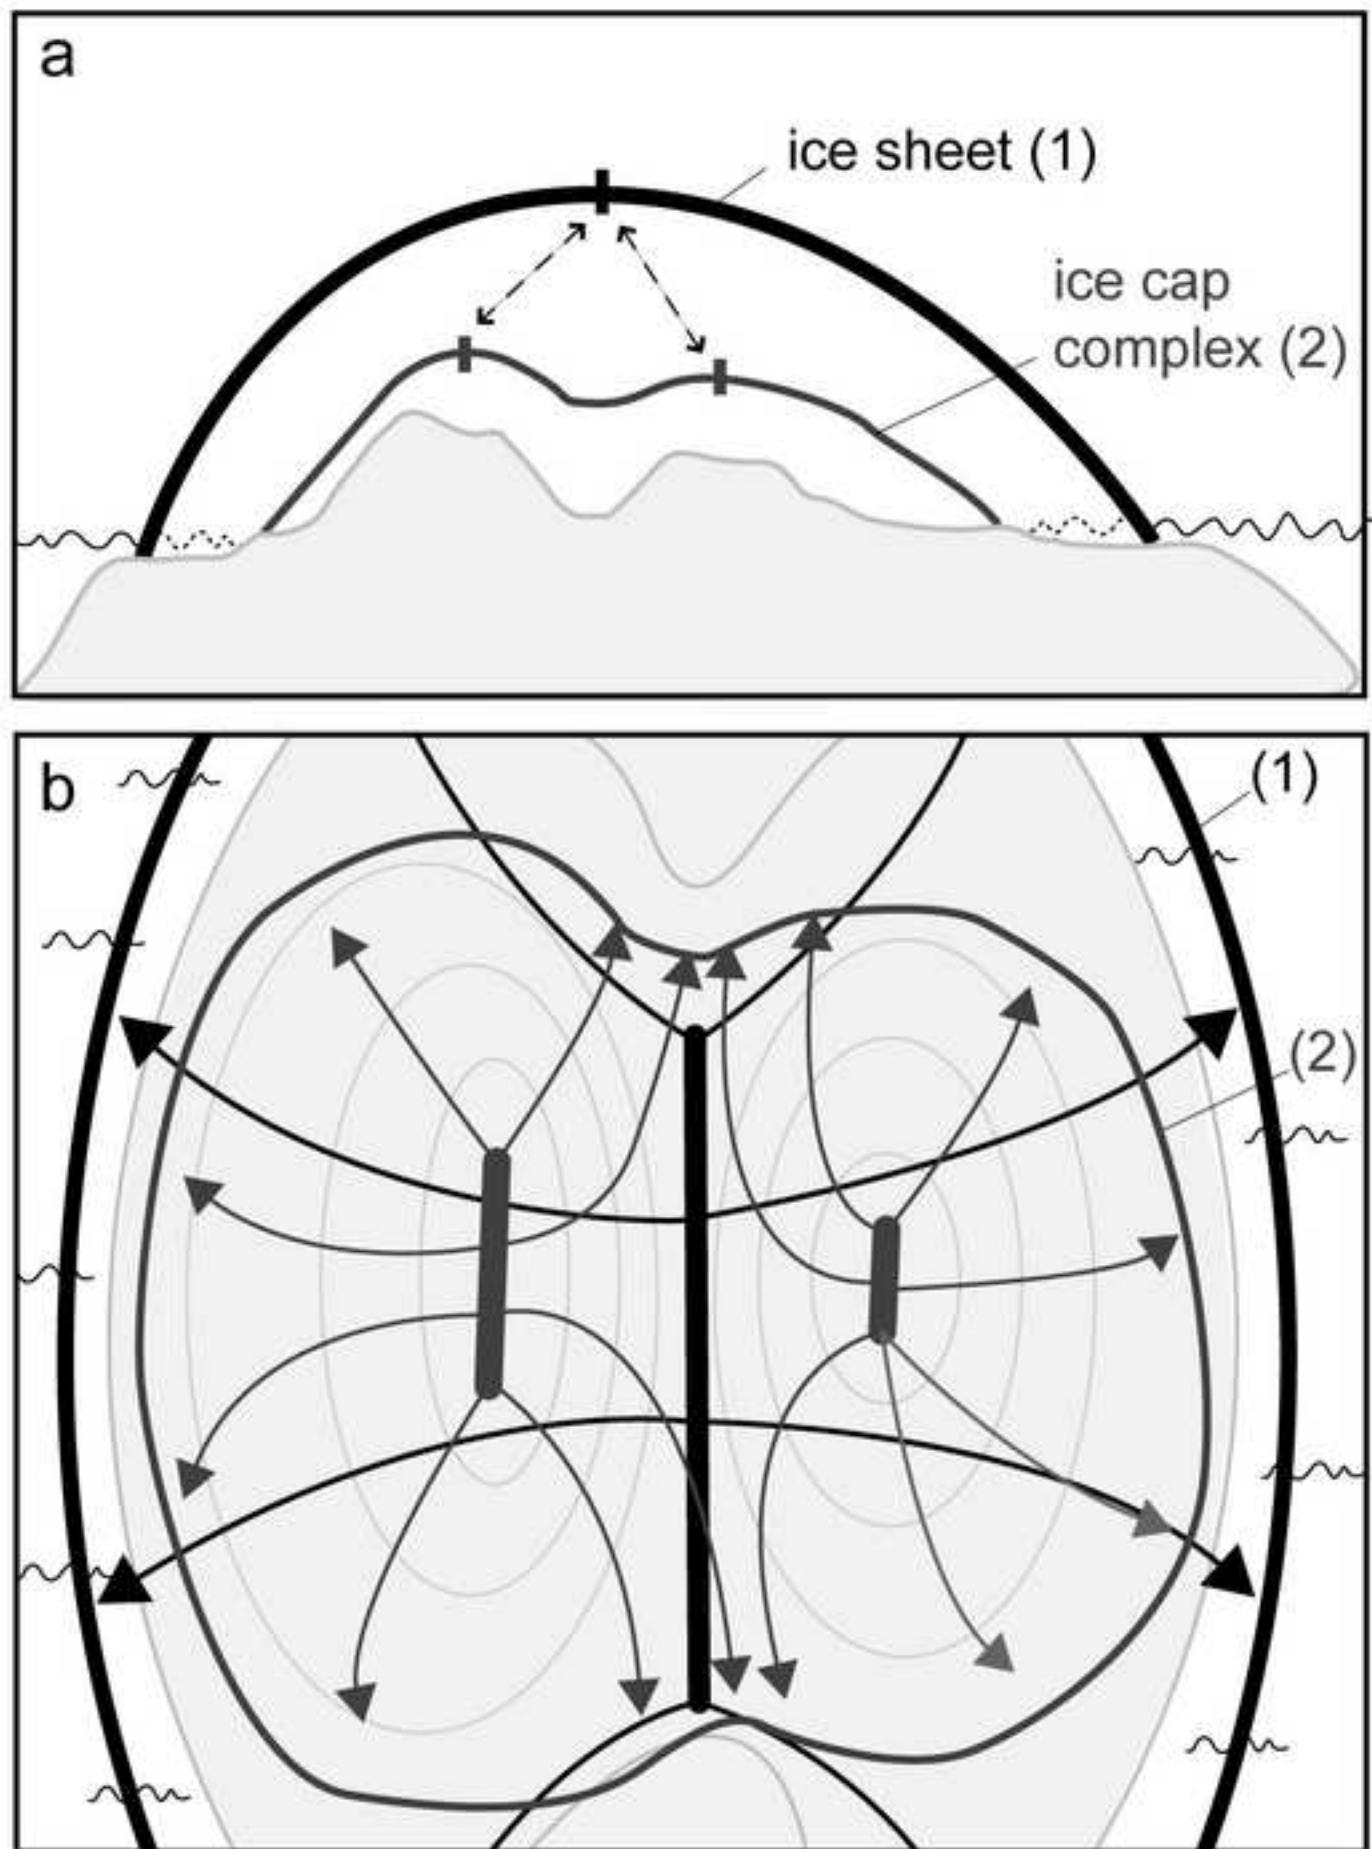 a
ice sheet (1)
ice cap
complex (2)
b
(1)
(2)